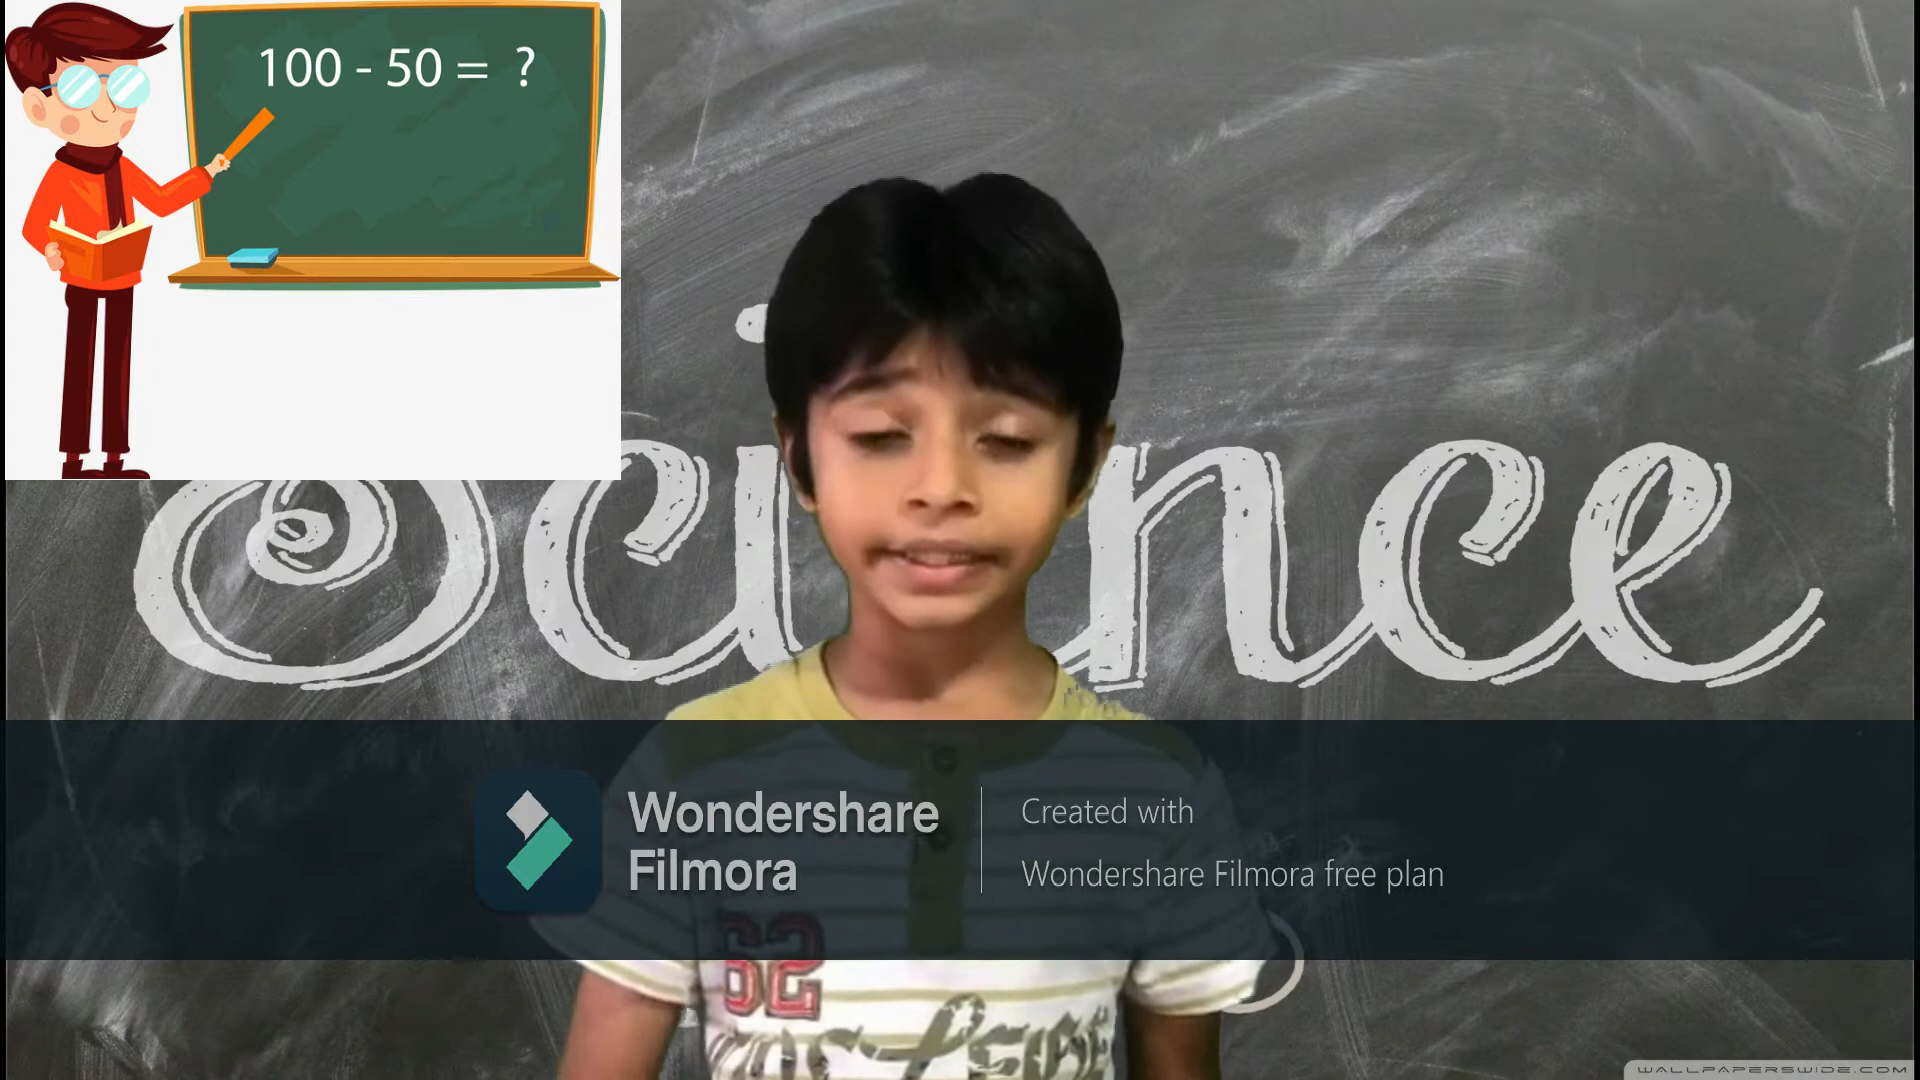 100 - 50 = ?
Science
Wondershare
Filmora
Created with
Wondershare Filmora free plan
62
WALLPAPERSWIDE.COM